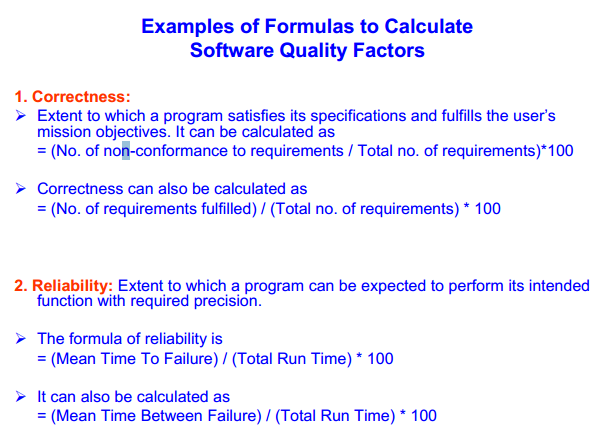 Examples of Formulas to Calculate
Software Quality Factors
1. Correctness:
➢ Extent to which a program satisfies its specifications and fulfills the user's
mission objectives. It can be calculated as
= (No. of non-conformance to requirements / Total no. of requirements)*100
➢ Correctness can also be calculated as
= (No. of requirements fulfilled) / (Total no. of requirements) * 100
2. Reliability: Extent to which a program can be expected to perform its intended
function with required precision.
➢ The formula of reliability is
= (Mean Time To Failure) / (Total Run Time) * 100
➢ It can also be calculated as
= (Mean Time Between Failure) / (Total Run Time) * 100